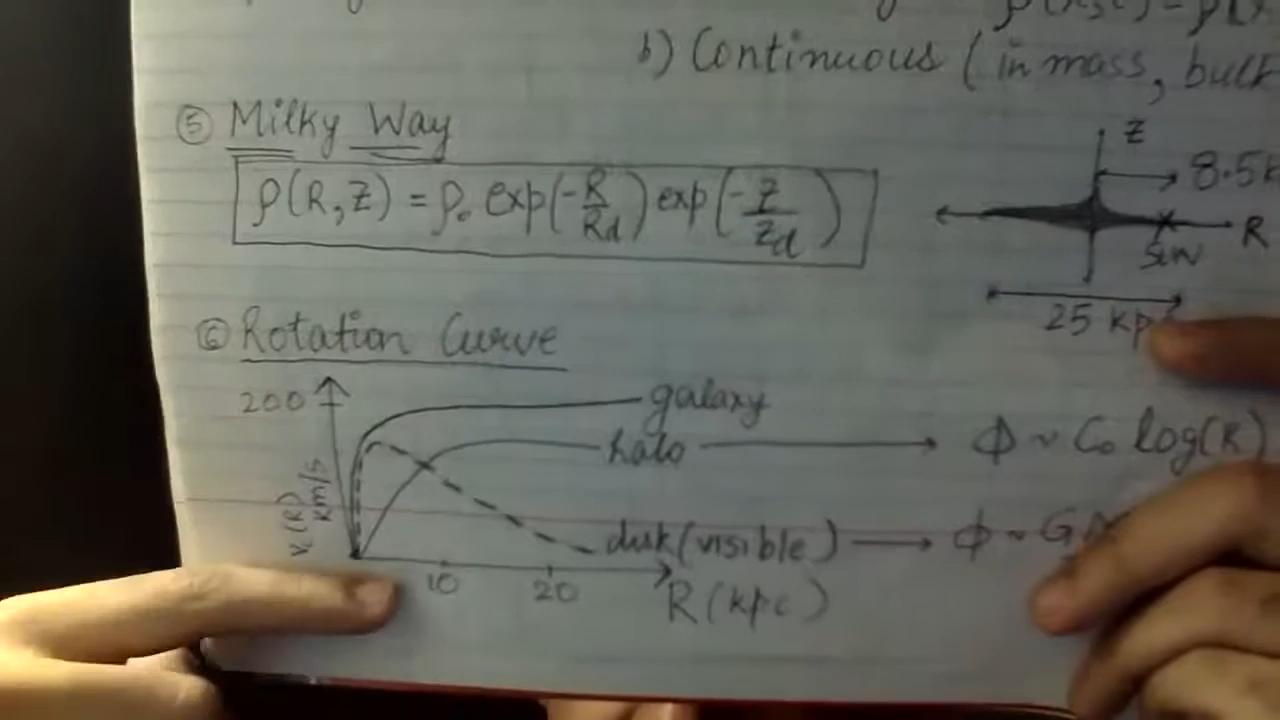 b) Continuous (in mass, bulk
⑤ Milky Way
ρ(R,Z) = ρ₀ exp(-R/Rd) exp(-Z/Zd)
Z
8.5k
R
Sun
25 kpc
⑥ Rotation Curve
200
galaxy
halo
Φ ~ C₀ log(R)
km/s
disk (visible)
Φ ~ G
10
20
R (kpc)